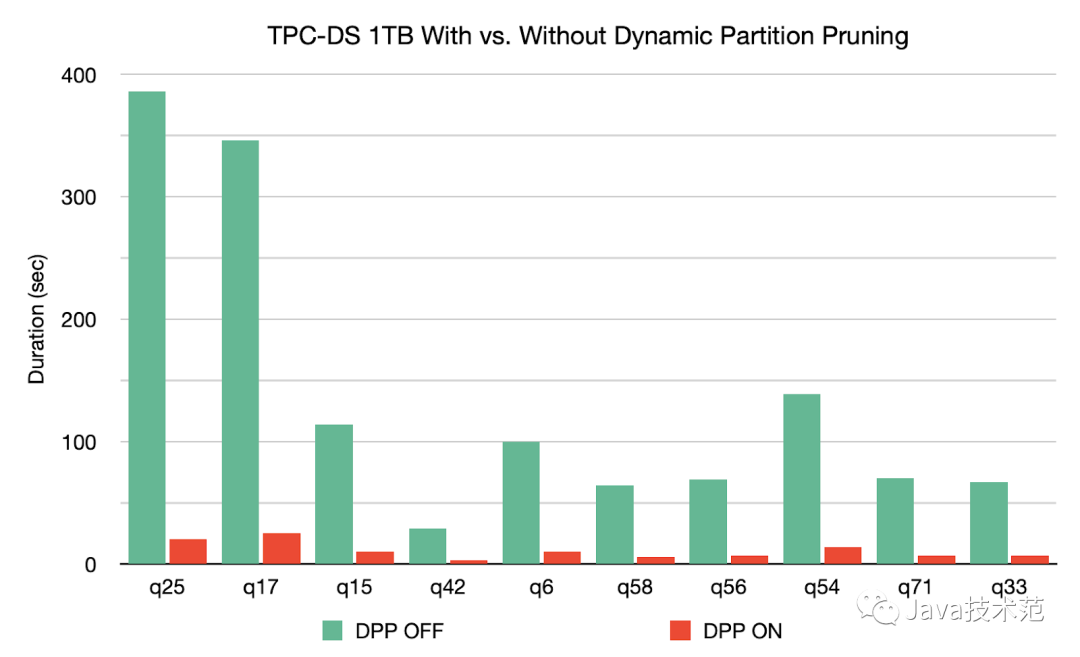 TPC-DS 1TB With vs. Without Dynamic Partition Pruning
Duration (sec)
400
300
200
100
0
q25 q17 q15 q42 q6 q58 q56 q54 q71 q33
DPP OFF DPP ON
Java技术范